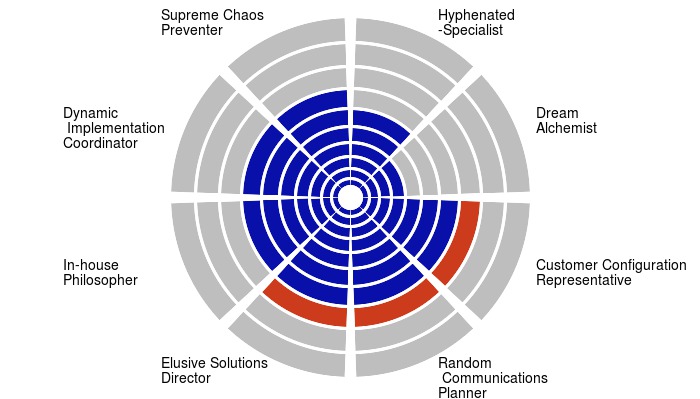 Supreme Chaos
Preventer
Hyphenated
-Specialist
Dynamic
Implementation
Coordinator
Dream
Alchemist
In-house
Philosopher
Customer Configuration
Representative
Elusive Solutions
Director
Random
Communications
Planner